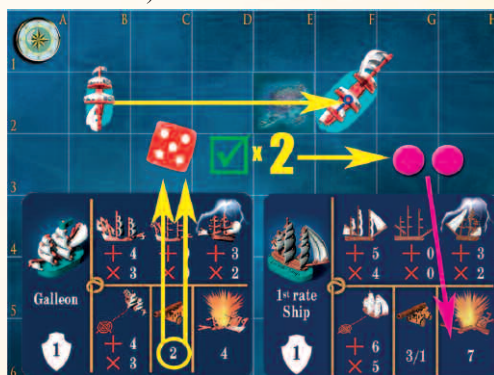 A B C D E F G H
1
2
x 2
3
4
+ 4 + + 3
× 3 × × 2
Galleon
5
+ 4
× 3
1 2 4
6
+ 5 + 0 + 3
× 4 × 0 × 2
1st rate
Ship
+ 6
× 5
1 3/1 7